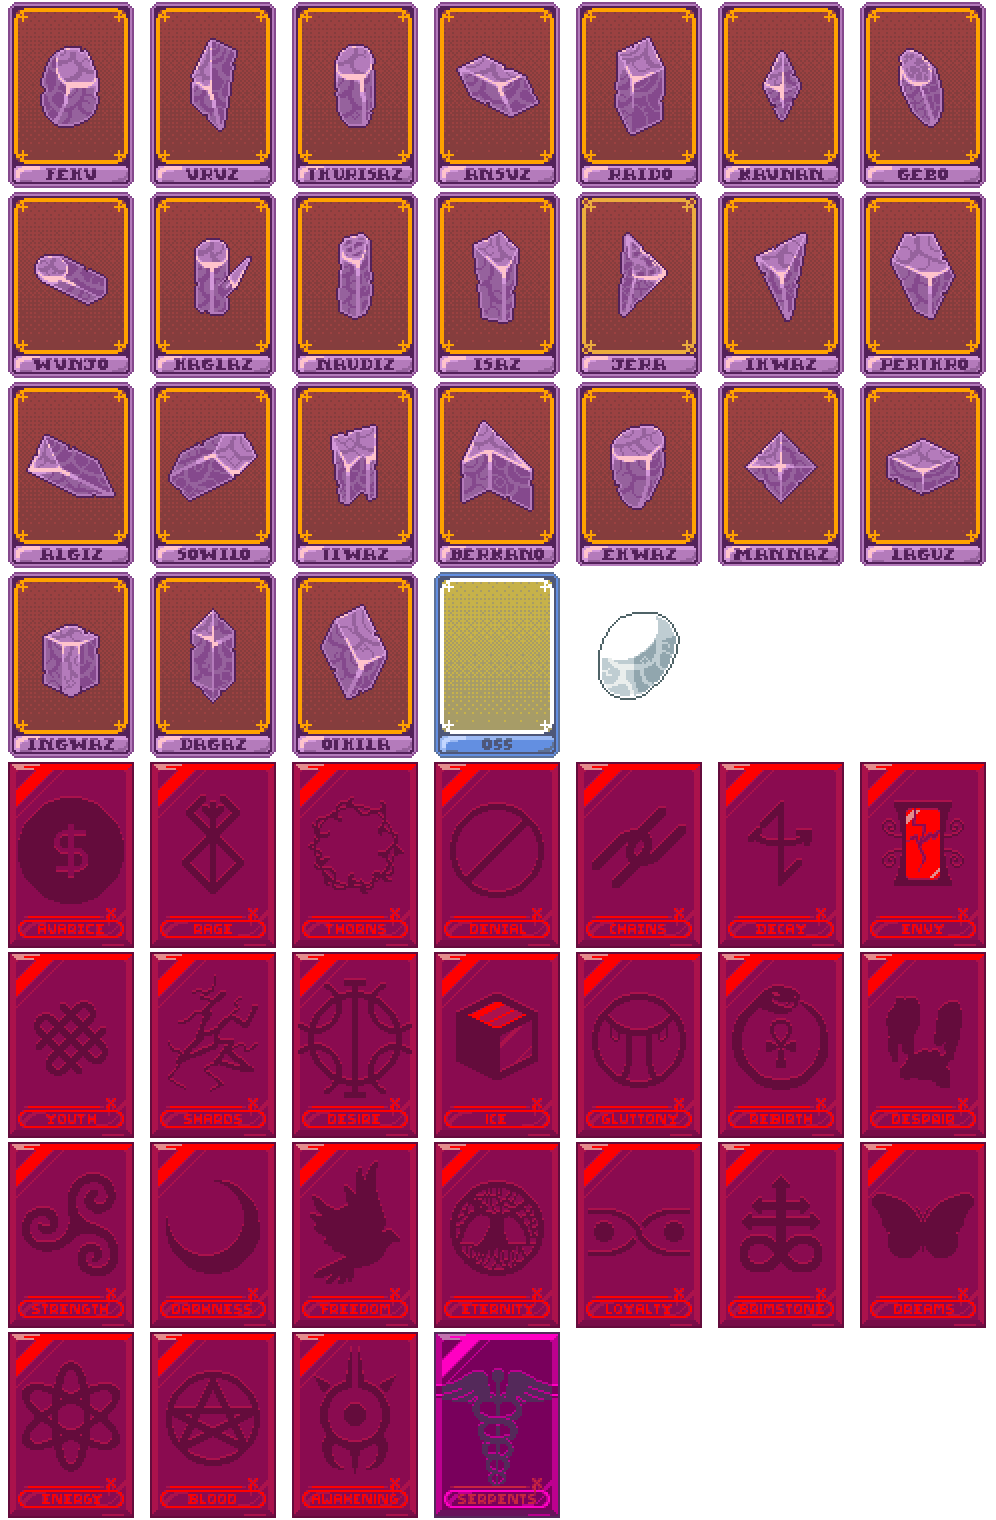 FEHU URUZ THURISAZ ANSUZ RAIDO KAUNAN GEBO
WUNJO HAGLAZ NAUDIZ ISAZ JERA IHWAZ PERTHRO
ALGIZ SOWILO TIWAZ BERKANO EHWAZ MANNAZ LAGUZ
INGWAZ DAGAZ OTHILA OSS
$
AVARICE RAGE THORNS DENIAL CHAINS DECAY ENVY
YOUTH SHARDS DESIRE ICE GLUTTONY REBIRTH DESPAIR
STRENGTH DARKNESS FREEDOM ETERNITY LOYALTY BRIMSTONE DREAMS
ENERGY BLOOD AWAKENING SERPENTS